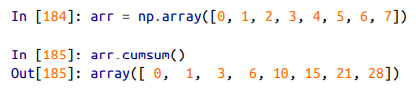 In [184]: arr = np.array([0, 1, 2, 3, 4, 5, 6, 7])
In [185]: arr.cumsum()
Out[185]: array([ 0,  1,  3,  6, 10, 15, 21, 28])